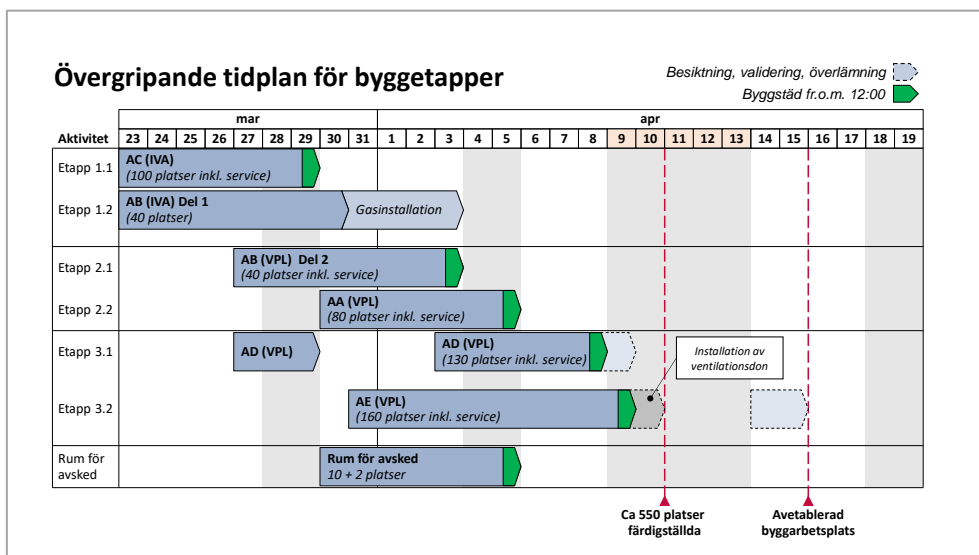 Övergripande tidplan för byggetapper
Besiktning, validering, överlämning
Byggstäd fr.o.m. 12:00
mar apr
Aktivitet 23 24 25 26 27 28 29 30 31 1 2 3 4 5 6 7 8 9 10 11 12 13 14 15 16 17 18 19
Etapp 1.1
AC (IVA)
(100 platser inkl. service)
Etapp 1.2
AB (IVA) Del 1
(40 platser)
Gasinstallation
Etapp 2.1
AB (VPL) Del 2
(40 platser inkl. service)
Etapp 2.2
AA (VPL)
(80 platser inkl. service)
Etapp 3.1
AD (VPL)
AD (VPL)
(130 platser inkl. service)
Installation av
ventilationsdon
Etapp 3.2
AE (VPL)
(160 platser inkl. service)
Rum för
avsked
Rum för avsked
10 + 2 platser
Ca 550 platser
färdigställda
Avetablerad
byggarbetsplats